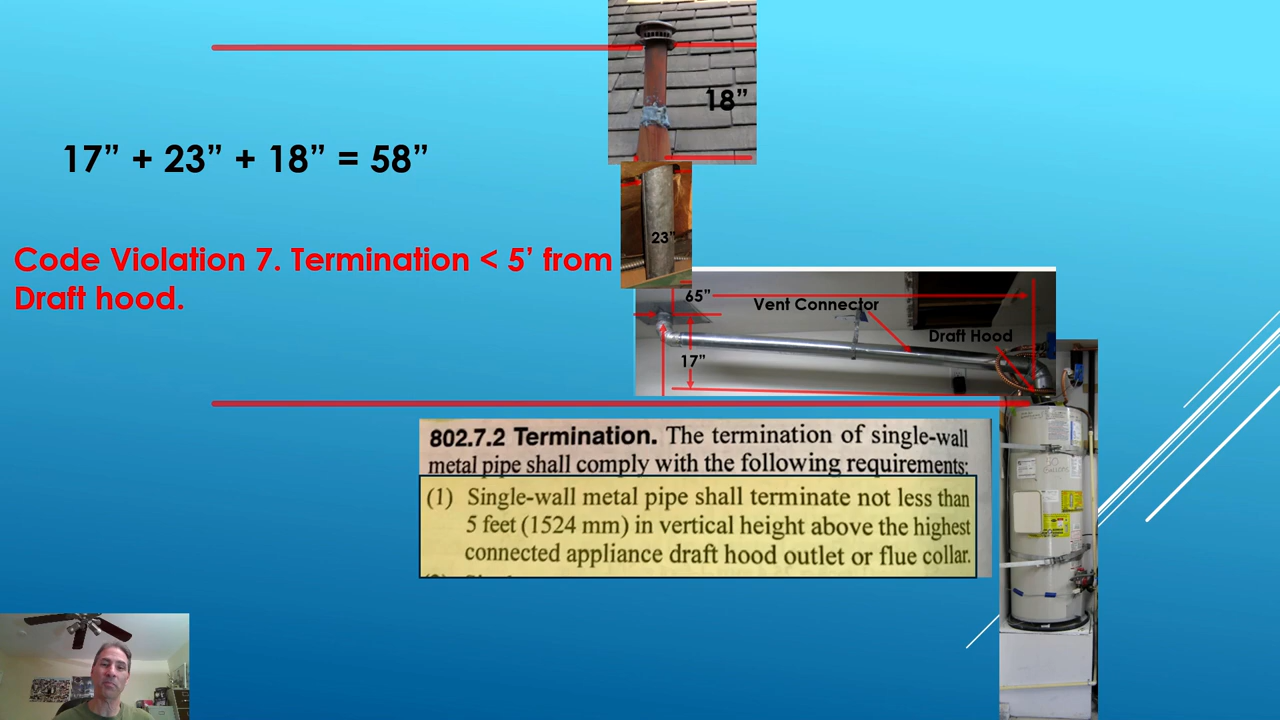 18”
17” + 23” + 18” = 58”
23”
Code Violation 7. Termination < 5’ from
Draft hood.
65”
Vent Connector
Draft Hood
17”
802.7.2 Termination. The termination of single-wall
metal pipe shall comply with the following requirements:
(1) Single-wall metal pipe shall terminate not less than
5 feet (1524 mm) in vertical height above the highest
connected appliance draft hood outlet or flue collar.